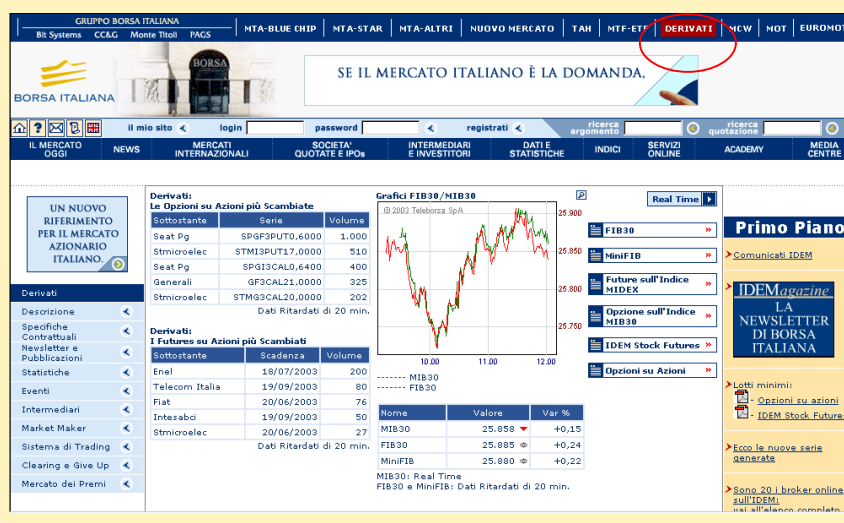 GRUPPO BORSA ITALIANA
Bit Systems CC&G Monte Titoli PAGS
MTA-BLUE CHIP MTA-STAR MTA-ALTRI NUOVO MERCATO TAH MTF-ETF DERIVATI MCW MOT EUROMOT
BORSA ITALIANA
BORSA
SE IL MERCATO ITALIANO È LA DOMANDA,
il mio sito login password registrati ricerca argomento ricerca quotazione
IL MERCATO OGGI NEWS MERCATI INTERNAZIONALI SOCIETA' QUOTATE E IPOs INTERMEDIARI E INVESTITORI DATI E STATISTICHE INDICI SERVIZI ONLINE ACADEMY MEDIA CENTRE
UN NUOVO
RIFERIMENTO
PER IL MERCATO
AZIONARIO
ITALIANO.
Derivati
Descrizione
Specifiche
Contrattuali
Newsletter e
Pubblicazioni
Statistiche
Eventi
Intermediari
Market Maker
Sistema di Trading
Clearing e Give Up
Mercato dei Premi
Derivati:
Le Opzioni su Azioni più Scambiate
Sottostante Serie Volume
Seat Pg SPGF3PUT0,6000 1.000
Stmicroelec STMI3PUT17,0000 510
Seat Pg SPGI3CAL0,6400 400
Generali GF3CAL21,0000 325
Stmicroelec STMG3CAL20,0000 202
Dati Ritardati di 20 min.
Derivati:
I Futures su Azioni più Scambiati
Sottostante Scadenza Volume
Enel 18/07/2003 200
Telecom Italia 19/09/2003 80
Fiat 20/06/2003 76
Intesabci 19/09/2003 50
Stmicroelec 20/06/2003 27
Dati Ritardati di 20 min.
Grafici FIB30/MIB30
© 2003 Teleborsa SpA
25.900
25.850
25.800
25.750
10.00 11.00 12.00
------- MIB30
------- FIB30
Nome Valore Var %
MIB30 25.858 +0,15
FIB30 25.885 +0,24
MiniFIB 25.880 +0,22
MIB30: Real Time
FIB30 e MiniFIB: Dati Ritardati di 20 min.
Real Time
FIB30 »
MiniFIB »
Future sull'Indice
MIDEX »
Opzione sull'Indice
MIB30 »
IDEM Stock Futures »
Opzioni su Azioni »
Primo Piano
Comunicati IDEM
IDEMagazine
LA
NEWSLETTER
DI BORSA
ITALIANA
Lotti minimi:
- Opzioni su azioni
- IDEM Stock Futures
Ecco le nuove serie
generate
Sono 20 i broker online
sull'IDEM:
vai all'elenco completo